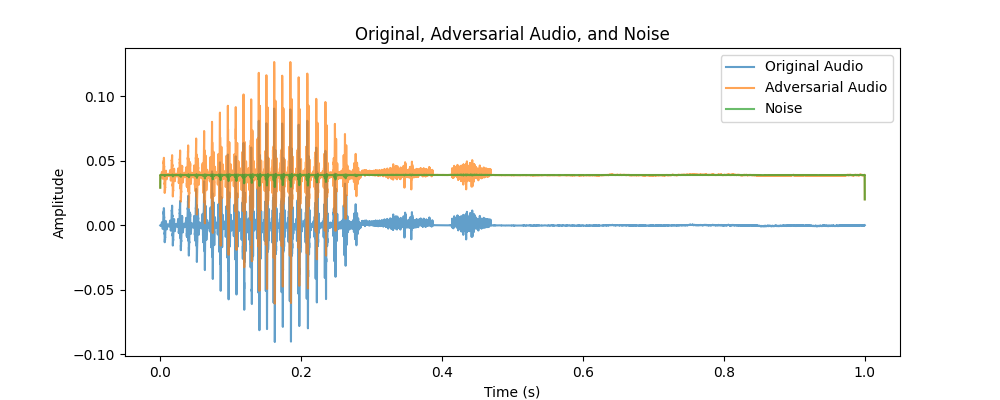 Original, Adversarial Audio, and Noise
Original Audio
Adversarial Audio
Noise
Amplitude
0.10
0.05
0.00
−0.05
−0.10
0.0
0.2
0.4
0.6
0.8
1.0
Time (s)